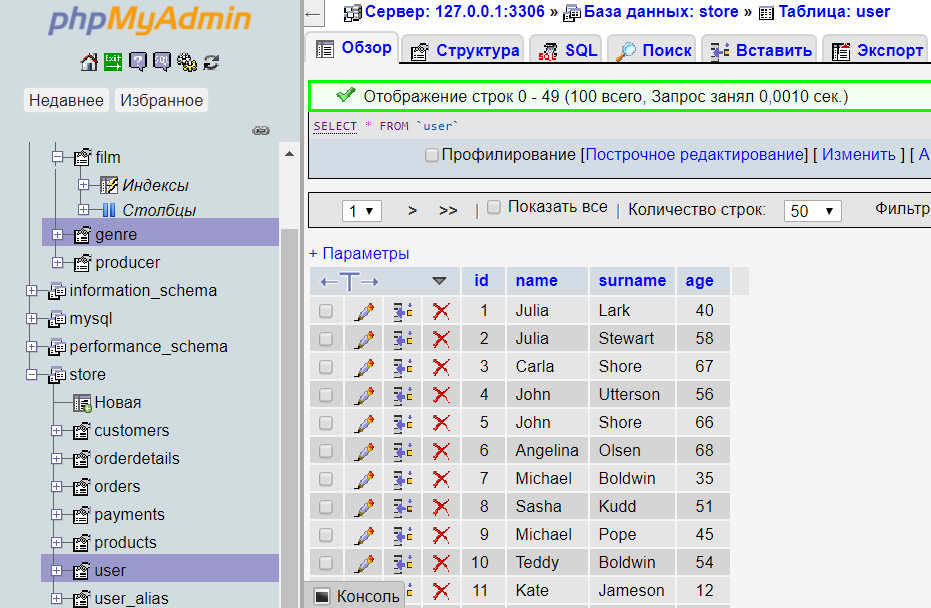 phpMyAdmin
Недавнее Избранное
film
Индексы
Столбцы
genre
producer
information_schema
mysql
performance_schema
store
Новая
customers
orderdetails
orders
payments
products
user
user_alias
Сервер: 127.0.0.1:3306 » База данных: store » Таблица: user
Обзор Структура SQL Поиск Вставить Экспорт
Отображение строк 0 - 49 (100 всего, Запрос занял 0,0010 сек.)
SELECT * FROM `user`
Профилирование [Построчное редактирование] [ Изменить ] [
1 > >> | Показать все | Количество строк: 50 Фильтр
+ Параметры
id name surname age
1 Julia Lark 40
2 Julia Stewart 58
3 Carla Shore 67
4 John Utterson 56
5 John Shore 66
6 Angelina Olsen 68
7 Michael Boldwin 35
8 Sasha Kudd 51
9 Michael Pope 45
10 Teddy Boldwin 54
11 Kate Jameson 12
Консоль